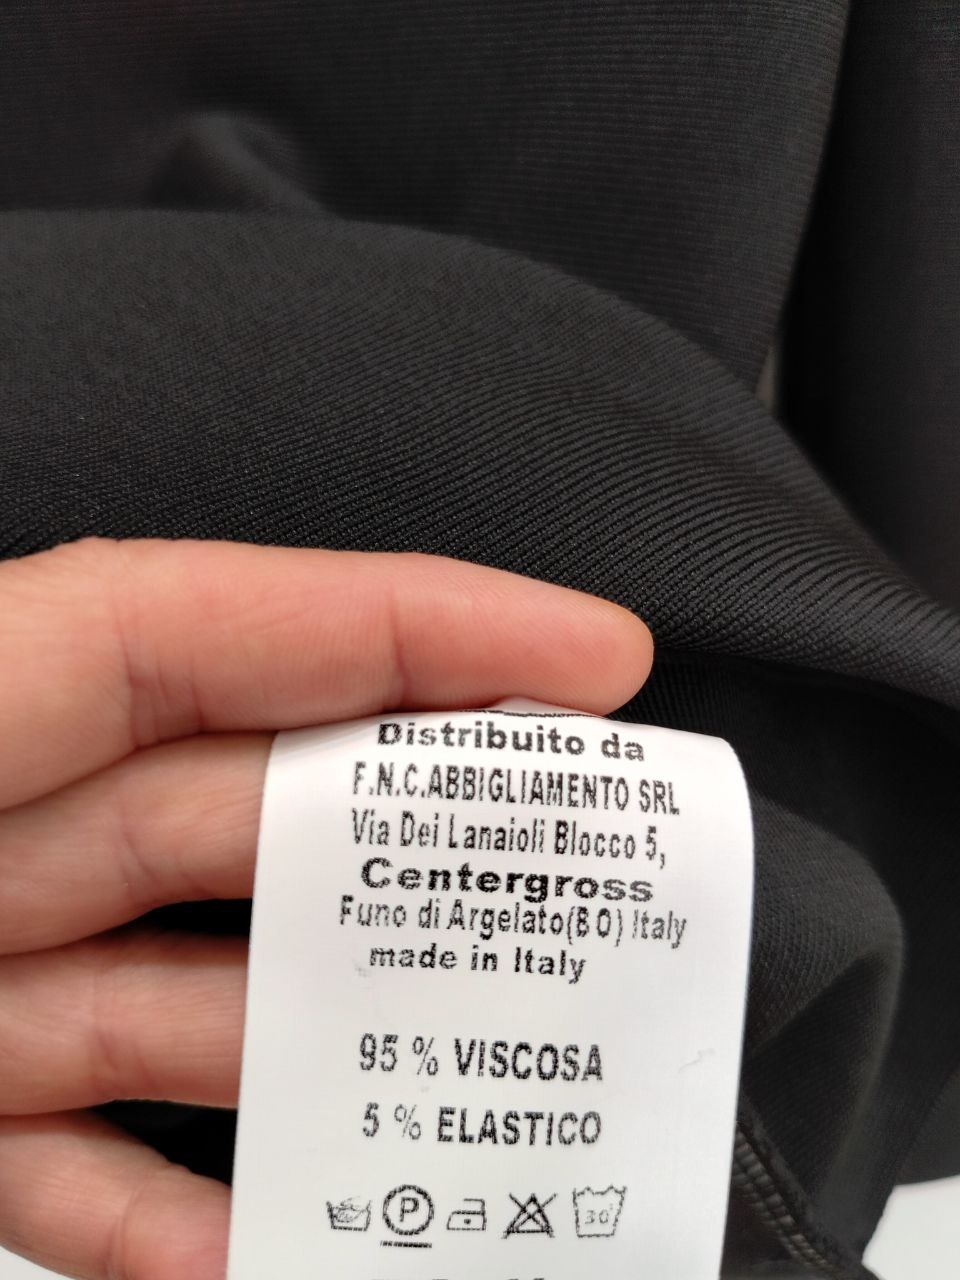 Distribuito da
F.N.C.ABBIGLIAMENTO SRL
Via Dei Lanaioli Blocco 5,
Centergross
Funo di Argelato(BO) Italy
made in Italy
95 % VISCOSA
5 % ELASTICO
P 30°